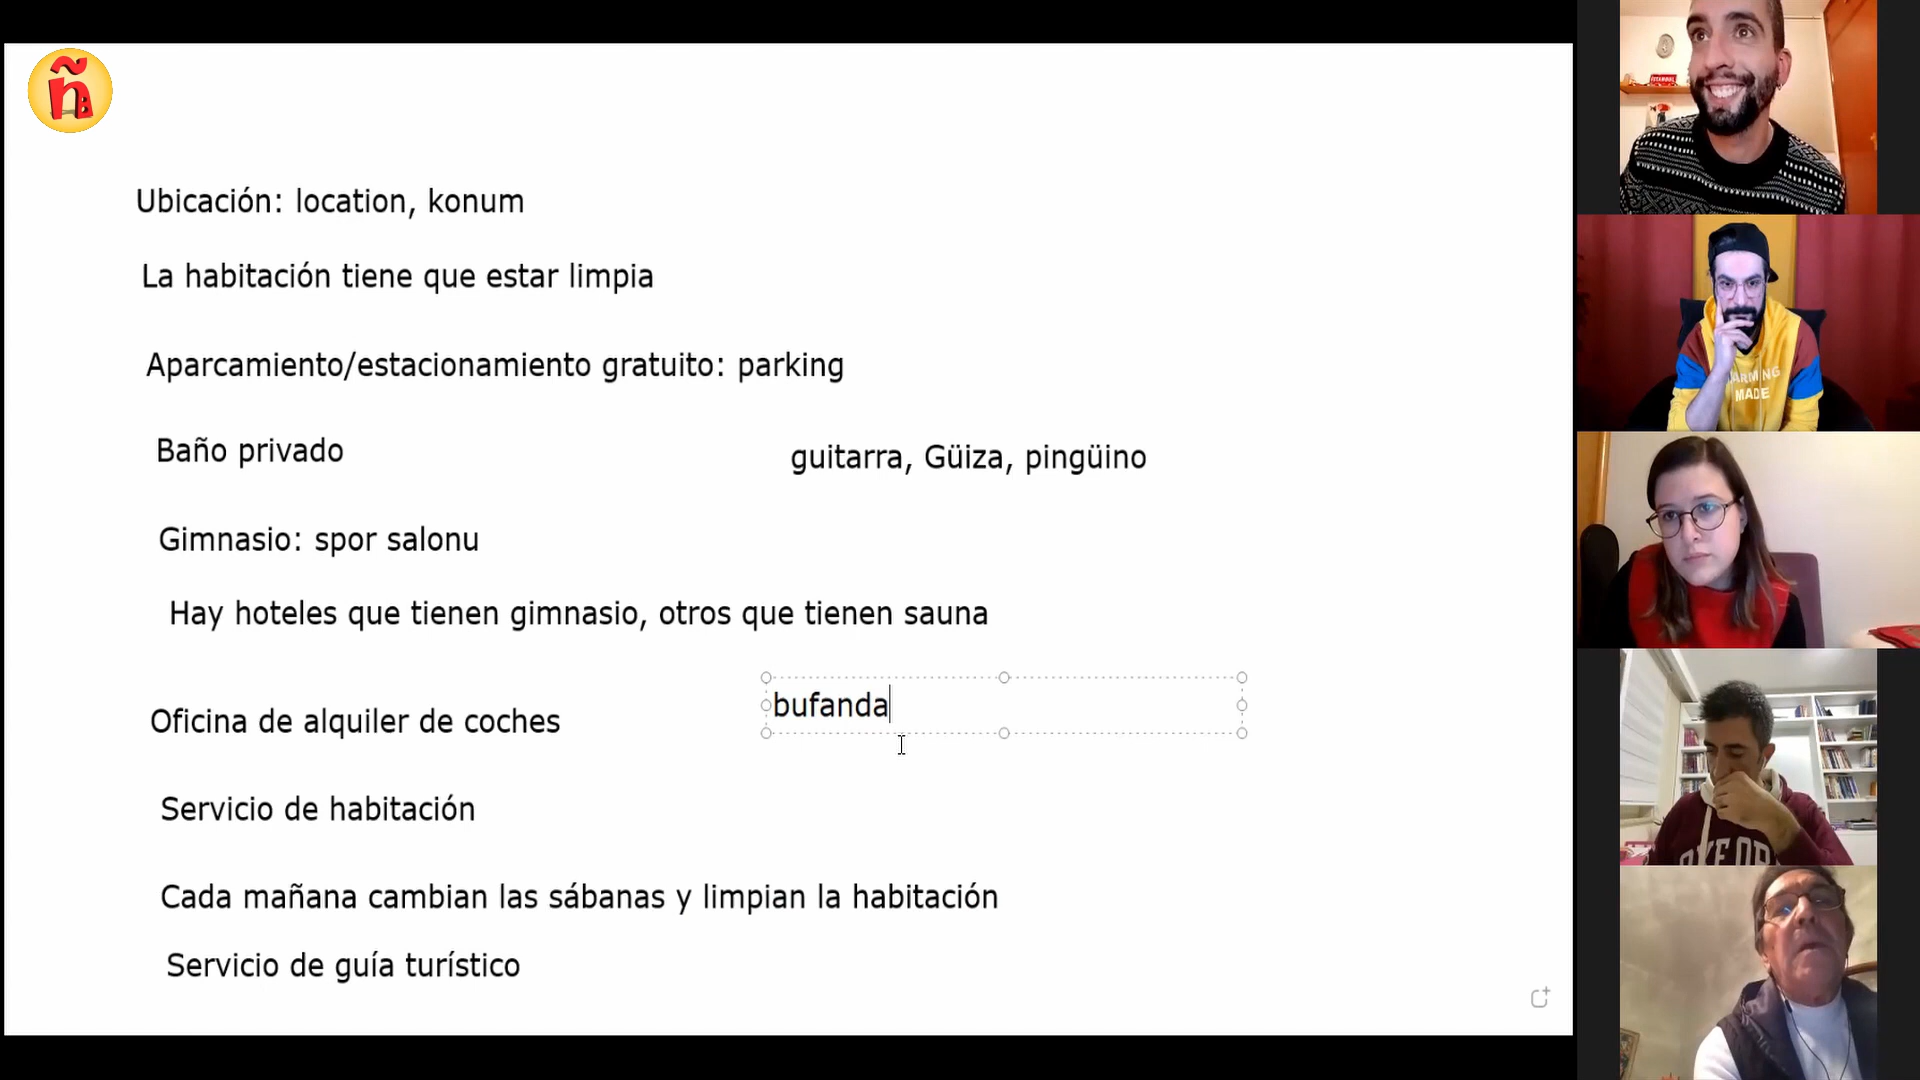 ñ
Ubicación: location, konum
La habitación tiene que estar limpia
Aparcamiento/estacionamiento gratuito: parking
Baño privado
guitarra, Güiza, pingüino
Gimnasio: spor salonu
Hay hoteles que tienen gimnasio, otros que tienen sauna
bufanda
Oficina de alquiler de coches
Servicio de habitación
Cada mañana cambian las sábanas y limpian la habitación
Servicio de guía turístico
ISTANBUL
MADE